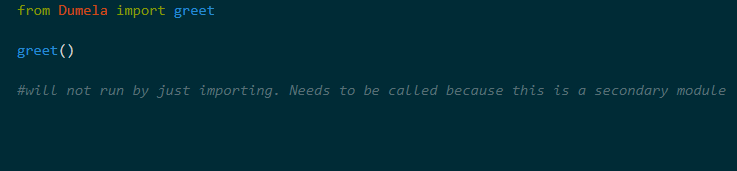 from Dumela import greet
greet()
#will not run by just importing. Needs to be called because this is a secondary module